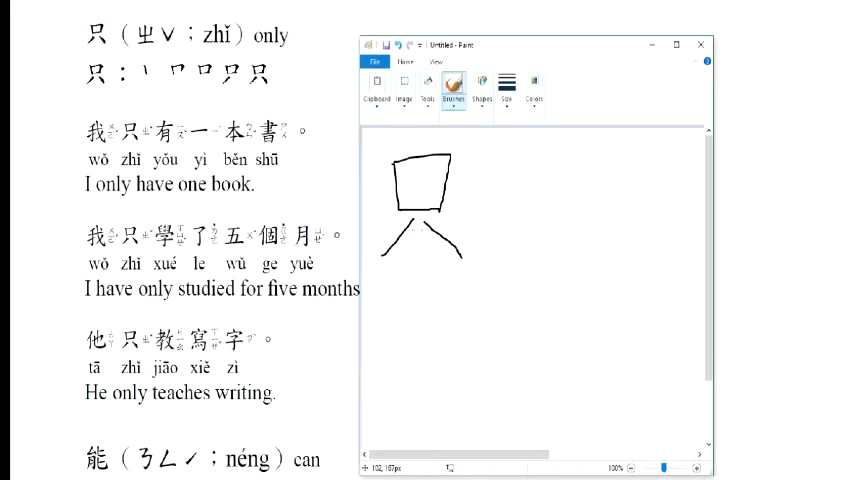 只（ㄓˇ；zhǐ）only
只：丶 ㄇ 口 尸 只
我只有一本書。
wǒ zhǐ yǒu yì běn shū
I only have one book.
我只學了五個月。
wǒ zhǐ xué le wǔ ge yuè
I have only studied for five months
他只教寫字。
tā zhǐ jiāo xiě zì
He only teaches writing.
能（ㄋㄥˊ；néng）can
Untitled - Paint
File Home View
Clipboard Image Tools Brushes Shapes Size Colors
只
102, 167px 100%